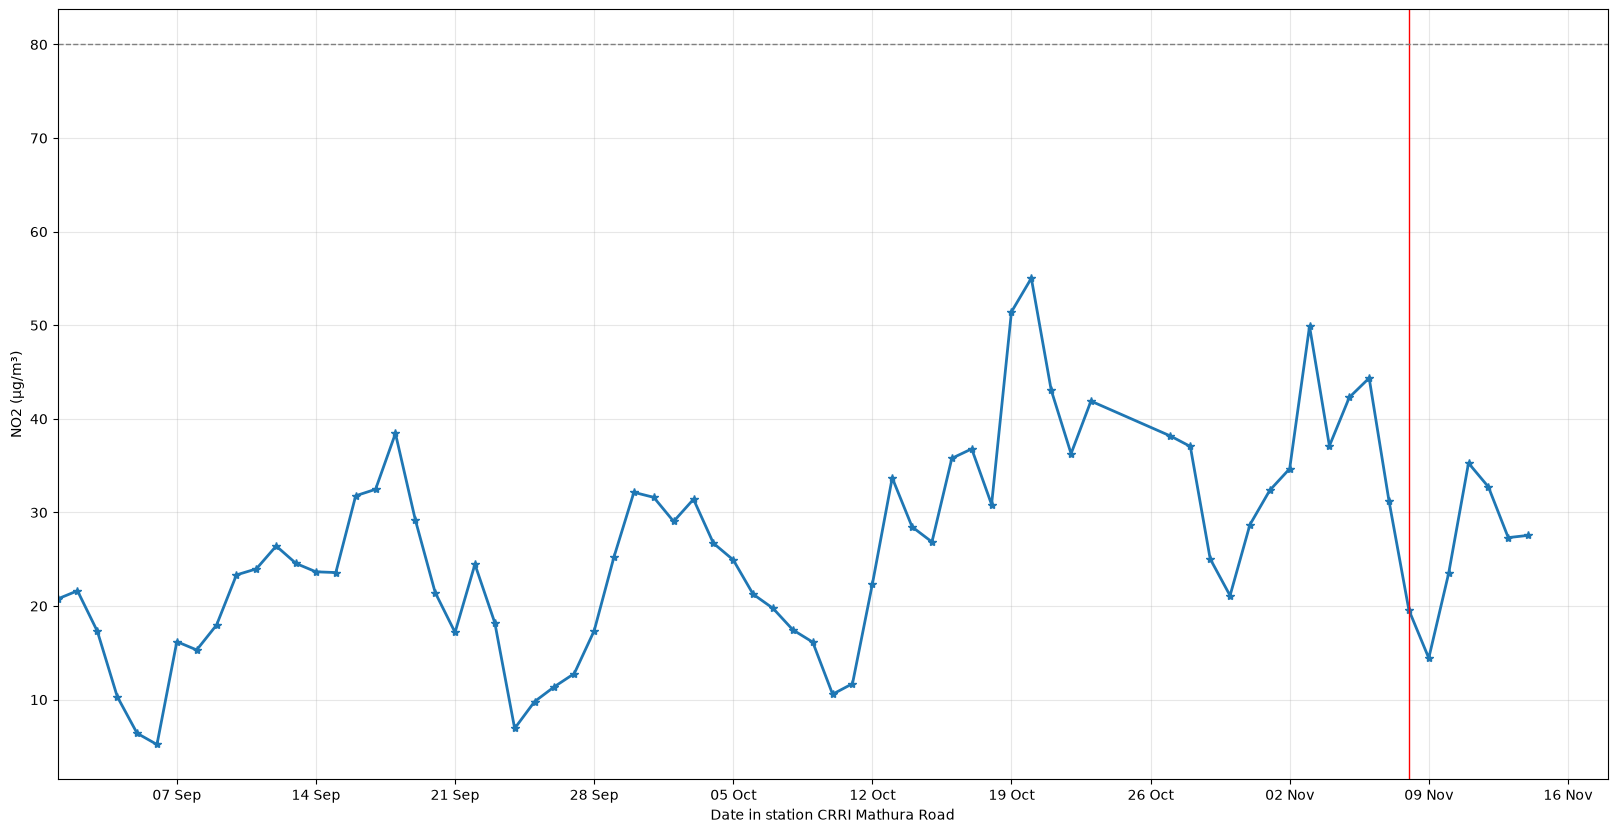 80
70
60
50
40
30
20
10
NO2 (µg/m³)
07 Sep 14 Sep 21 Sep 28 Sep 05 Oct 12 Oct 19 Oct 26 Oct 02 Nov 09 Nov 16 Nov
Date in station CRRI Mathura Road